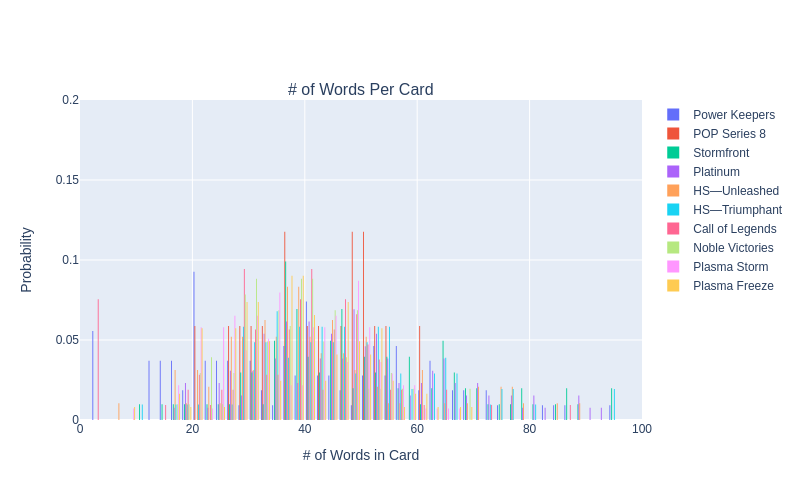 # of Words Per Card
0.2
0.15
0.1
0.05
0
0 20 40 60 80 100
Probability
# of Words in Card
Power Keepers
POP Series 8
Stormfront
Platinum
HS—Unleashed
HS—Triumphant
Call of Legends
Noble Victories
Plasma Storm
Plasma Freeze